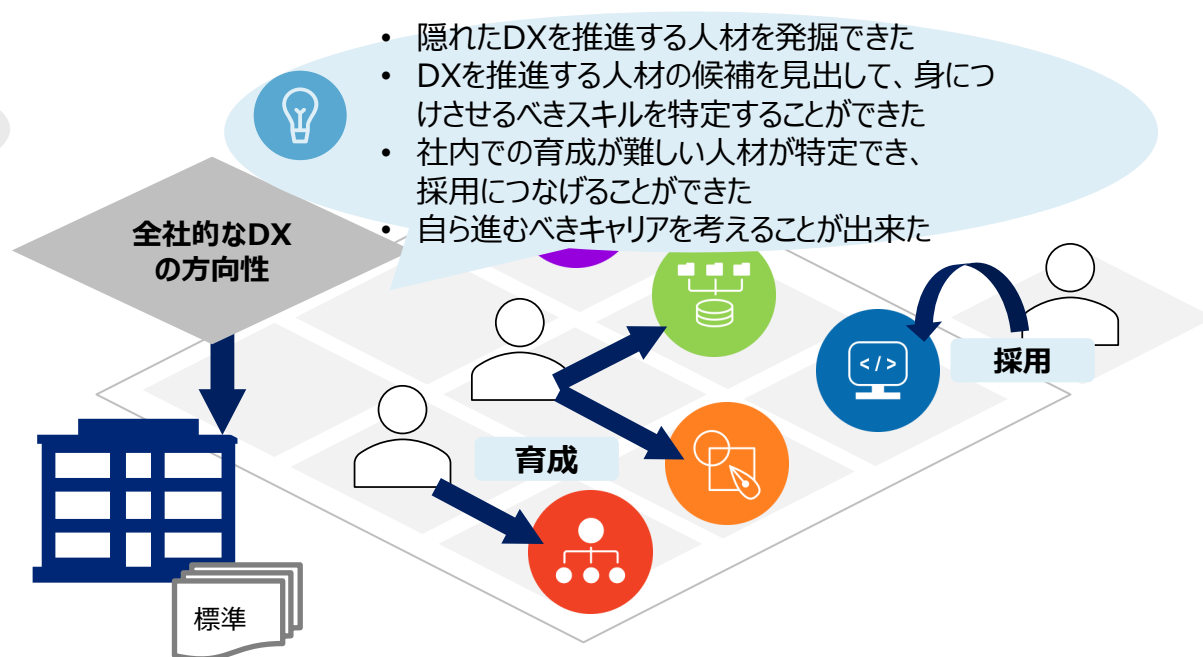 • 隠れたDXを推進する人材を発掘できた
• DXを推進する人材の候補を見出して、身につ
けさせるべきスキルを特定することができた
• 社内での育成が難しい人材が特定でき、
採用につなげることができた
• 自ら進むべきキャリアを考えることが出来た
全社的なDX
の方向性
</>
採用
育成
標準